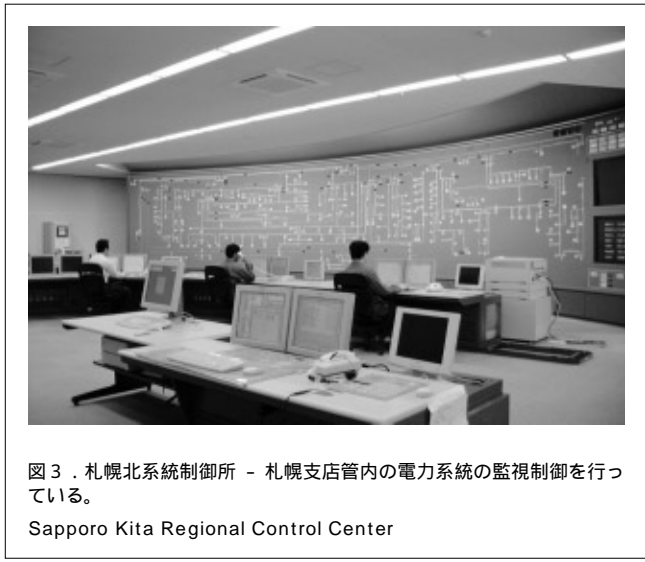 図3．札幌北系統制御所 － 札幌支店管内の電力系統の監視制御を行っ
ている。
Sapporo Kita Regional Control Center